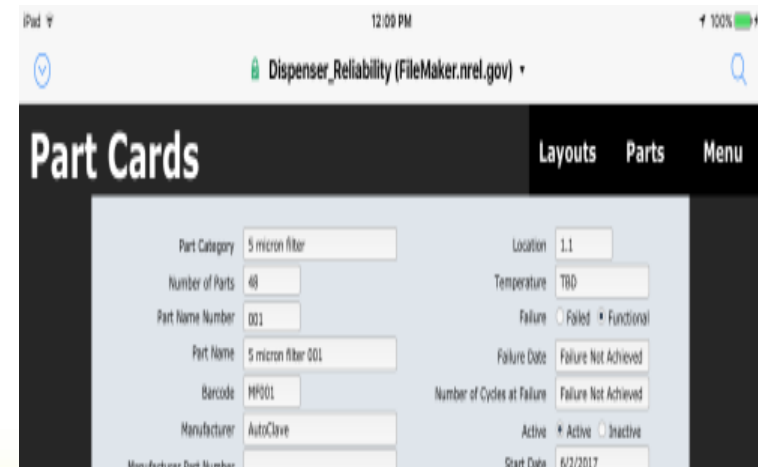 iPad
12:09 PM
100%
Dispenser_Reliability (FileMaker.nrel.gov)
Part Cards
Layouts Parts Menu
Part Category 5 micron filter
Location 1.1
Number of Parts 48
Temperature TBD
Part Name Number 001
Failure Failed Functional
Part Name 5 micron filter 001
Failure Date Failure Not Achieved
Barcode MF001
Number of Cycles at Failure Failure Not Achieved
Manufacturer AutoClave
Active Active Inactive
Manufacturer Part Number
Start Date 6/2/2017